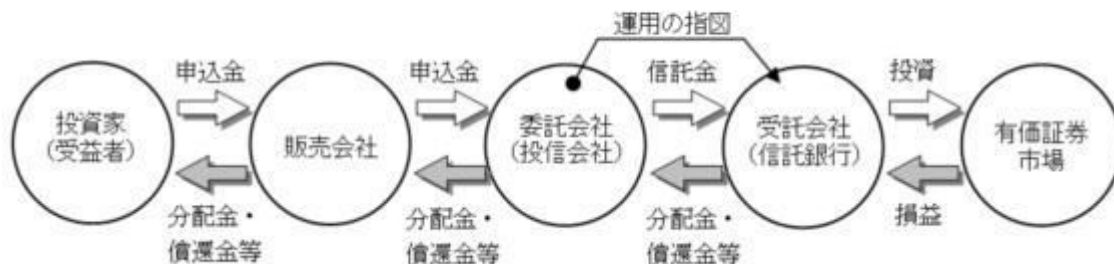 運用の指図
申込金
申込金
信託金
投資
投資家
(受益者)
販売会社
委託会社
(投信会社)
受託会社
(信託銀行)
有価証券
市場
分配金・
償還金等
分配金・
償還金等
分配金・
償還金等
損益